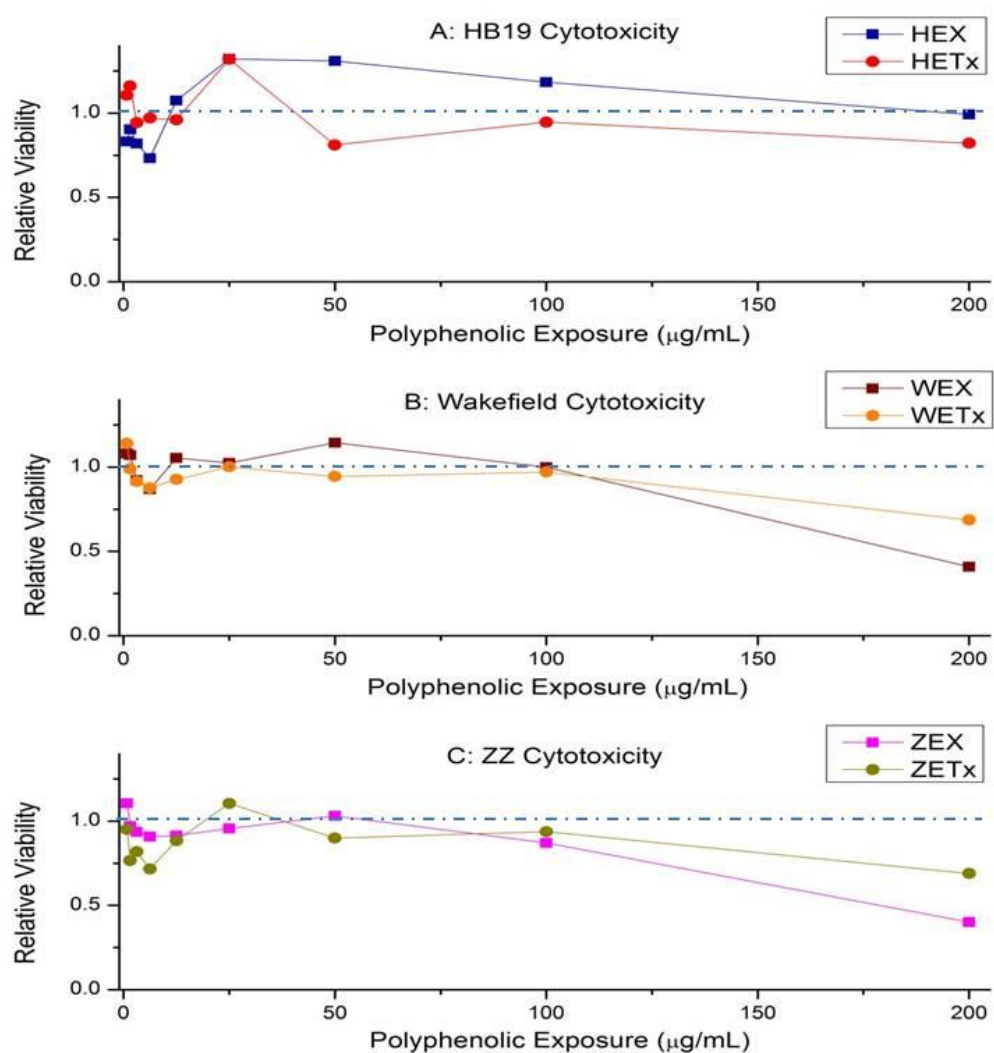 A: HB19 Cytotoxicity
HEX
HETx
Relative Viability
1.0
0.5
0.0
0
50
100
150
200
Polyphenolic Exposure (μg/mL)
B: Wakefield Cytotoxicity
WEX
WETx
Relative Viability
1.0
0.5
0.0
0
50
100
150
200
Polyphenolic Exposure (μg/mL)
C: ZZ Cytotoxicity
ZEX
ZETx
Relative Viability
1.0
0.5
0.0
0
50
100
150
200
Polyphenolic Exposure (μg/mL)